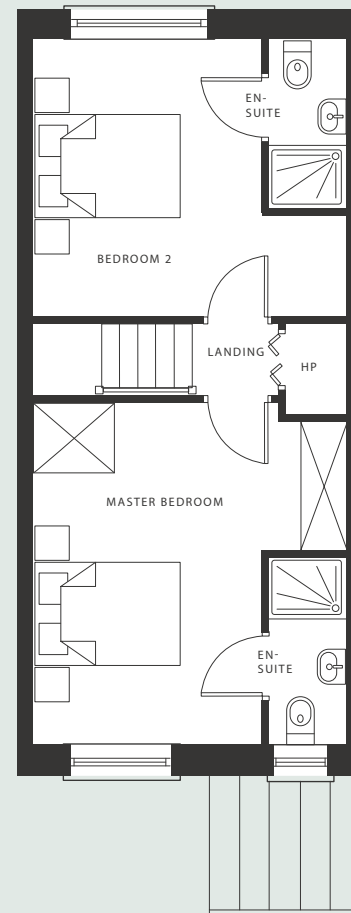 EN-
SUITE
BEDROOM 2
LANDING
HP
MASTER BEDROOM
EN-
SUITE